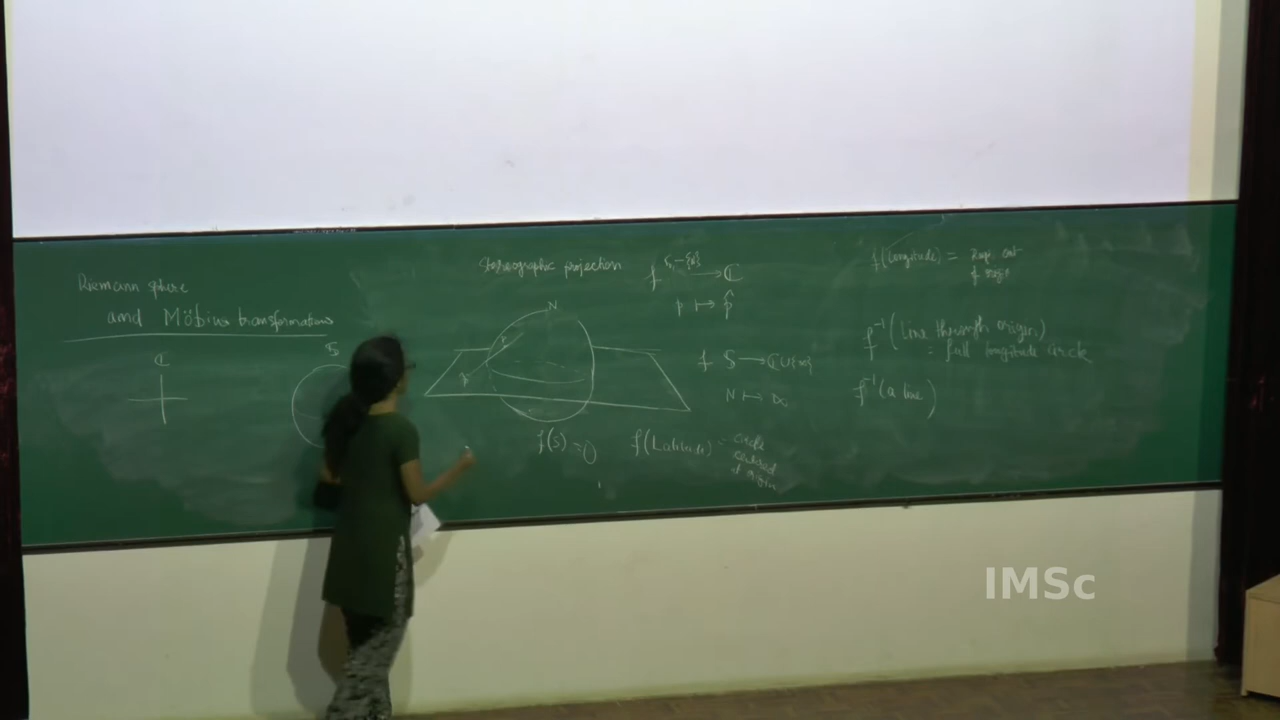 Riemann sphere
and Möbius transformations
ℂ
S
Stereographic projection
N
P
p̂
f S - {N} ⟶ ℂ
p ⟼ p̂
f S ⟶ ℂ∪{∞}
N ⟼ ∞
f(S) = 0
f(Latitude) = circle
centered
at origin
f(longitude) = Ray out
of origin
f⁻¹(Line through origin)
= full longitude circle
f⁻¹(a line)
IMSc